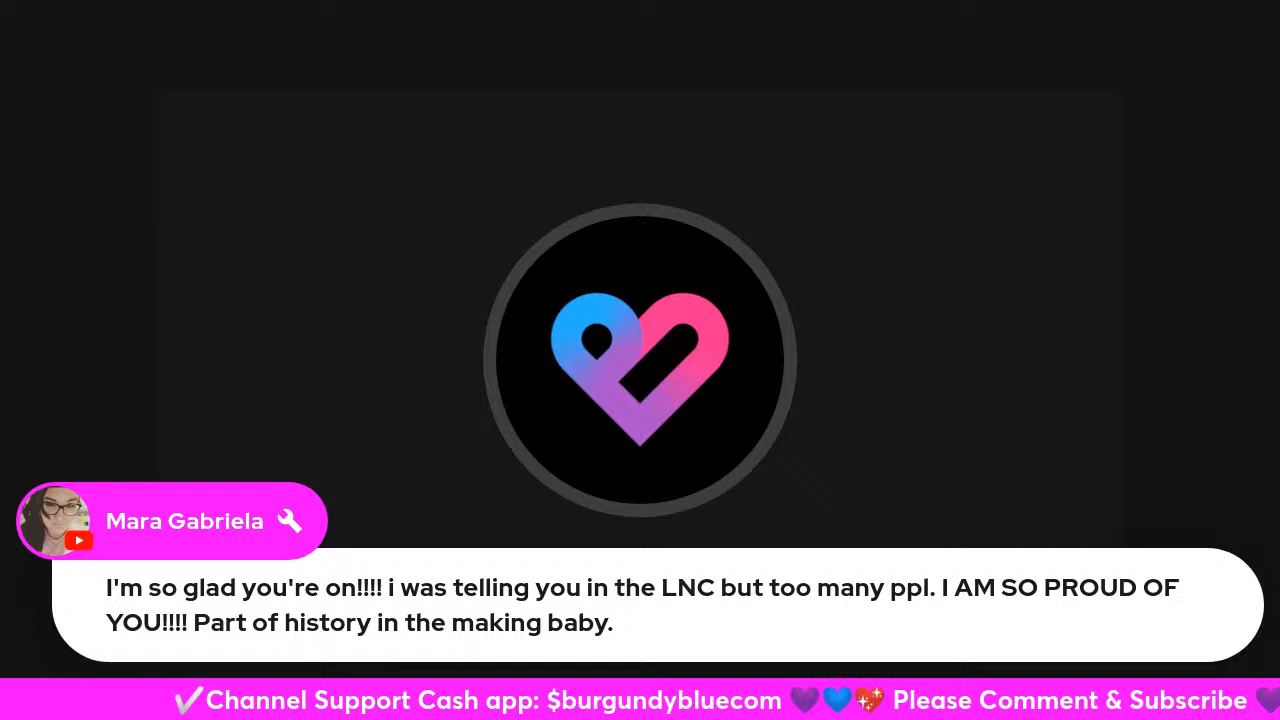 Mara Gabriela
I'm so glad you're on!!!! i was telling you in the LNC but too many ppl. I AM SO PROUD OF
YOU!!!! Part of history in the making baby.
✔Channel Support Cash app: $burgundybluecom 💜💙💖 Please Comment & Subscribe 💜